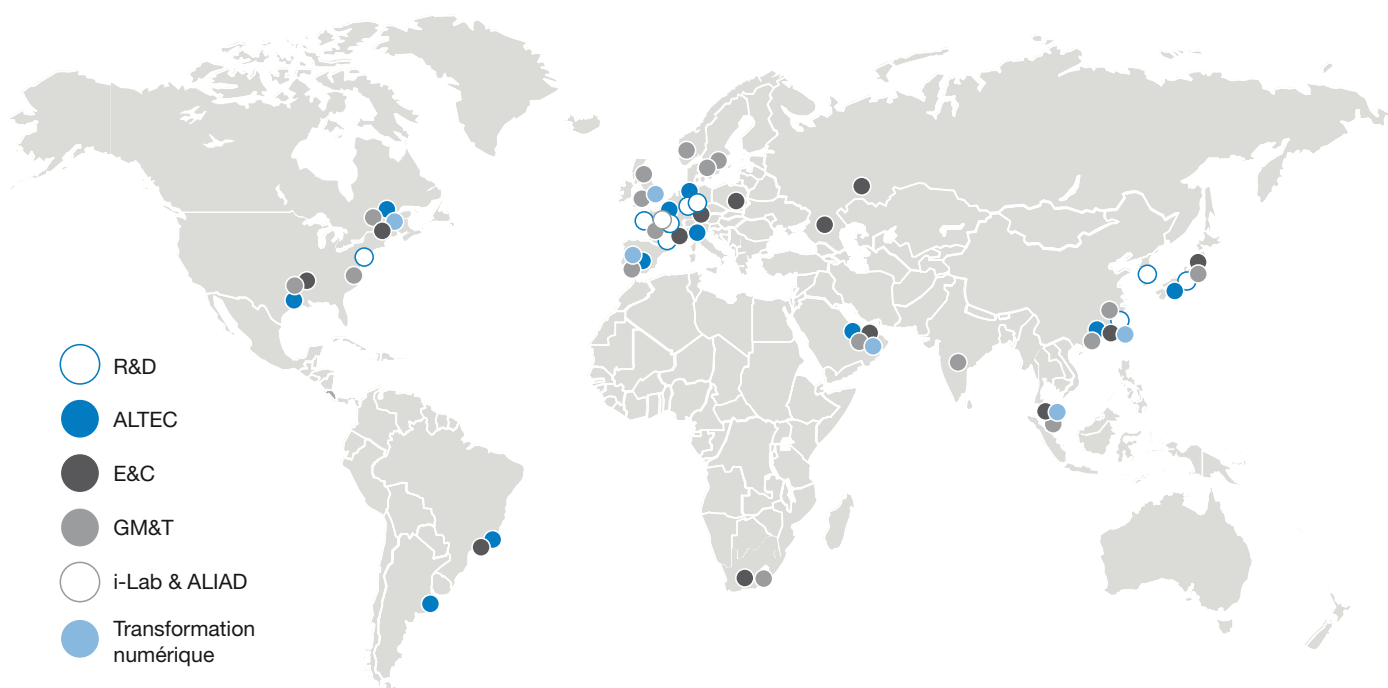 R&D
ALTEC
E&C
GM&T
i-Lab & ALIAD
Transformation
numérique